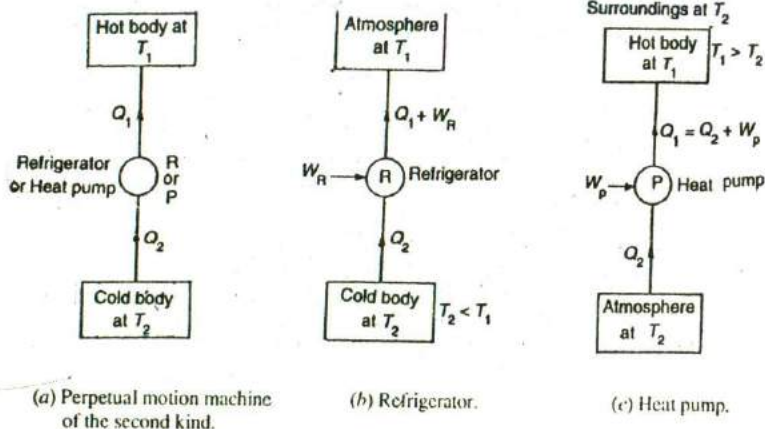 Hot body at
T₁
Q₁
Refrigerator
or Heat pump
R
or
P
Q₂
Cold body
at T₂
(a) Perpetual motion machine
of the second kind.
Atmosphere
at T₁
Q₁ + W_R
W_R
R
Refrigerator
Q₂
Cold body
at T₂
T₂ < T₁
(b) Refrigerator.
Surroundings at T₂
Hot body
at T₁
T₁ > T₂
Q₁ = Q₂ + Wₚ
Wₚ
P
Heat pump
Q₂
Atmosphere
at T₂
(c) Heat pump.